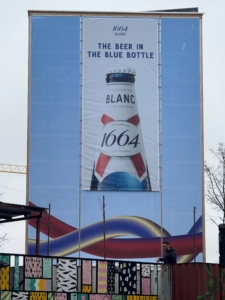 1664
BLANC
THE BEER IN
THE BLUE BOTTLE
BLANC
1664